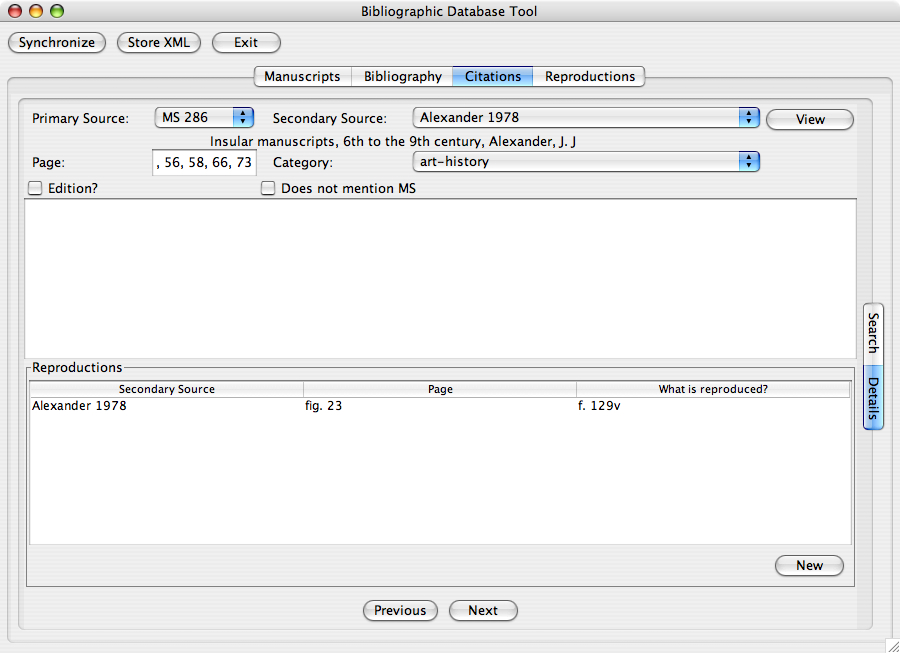 Bibliographic Database Tool
Synchronize Store XML Exit
Manuscripts Bibliography Citations Reproductions
Primary Source: MS 286 Secondary Source: Alexander 1978 View
Insular manuscripts, 6th to the 9th century, Alexander, J. J
Page: , 56, 58, 66, 73 Category: art-history
Edition? Does not mention MS
Search
Details
Reproductions
Secondary Source Page What is reproduced?
Alexander 1978 fig. 23 f. 129v
New
Previous Next